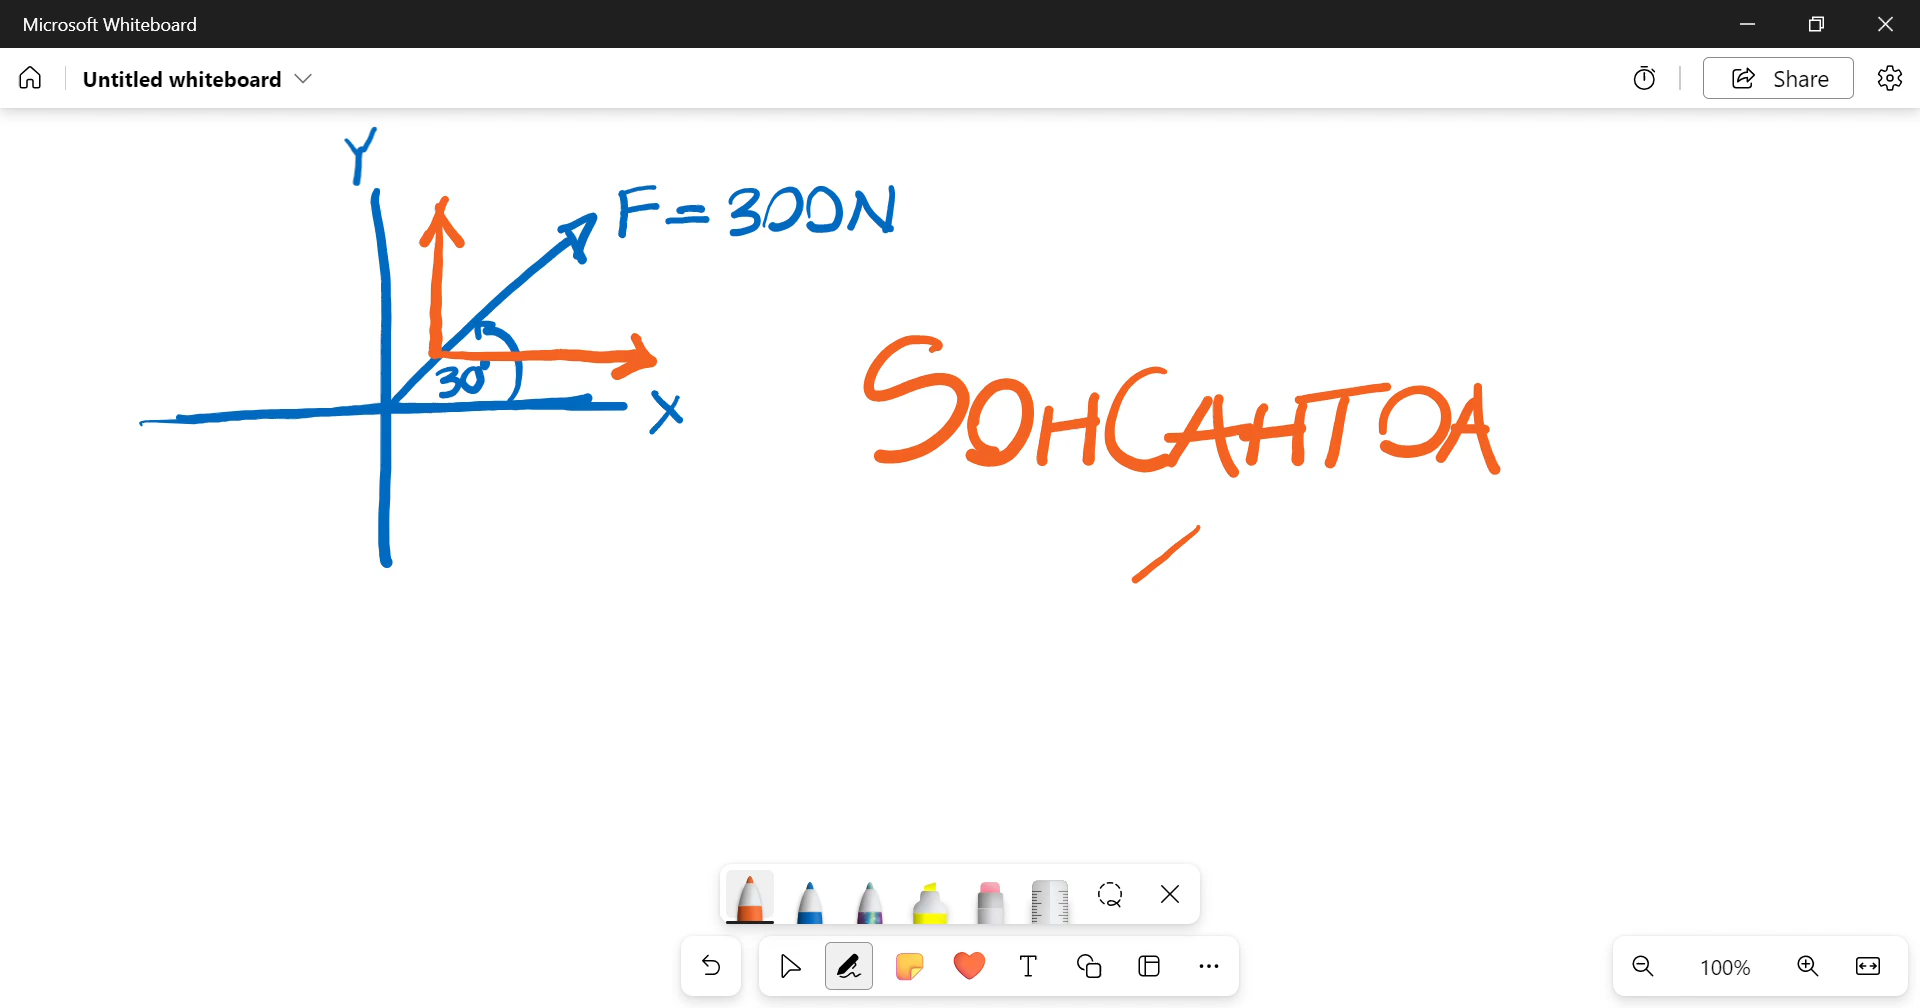 Microsoft Whiteboard
Untitled whiteboard
Share
Y
F = 300N
30°
X
SOHCAHTOA
T
100%